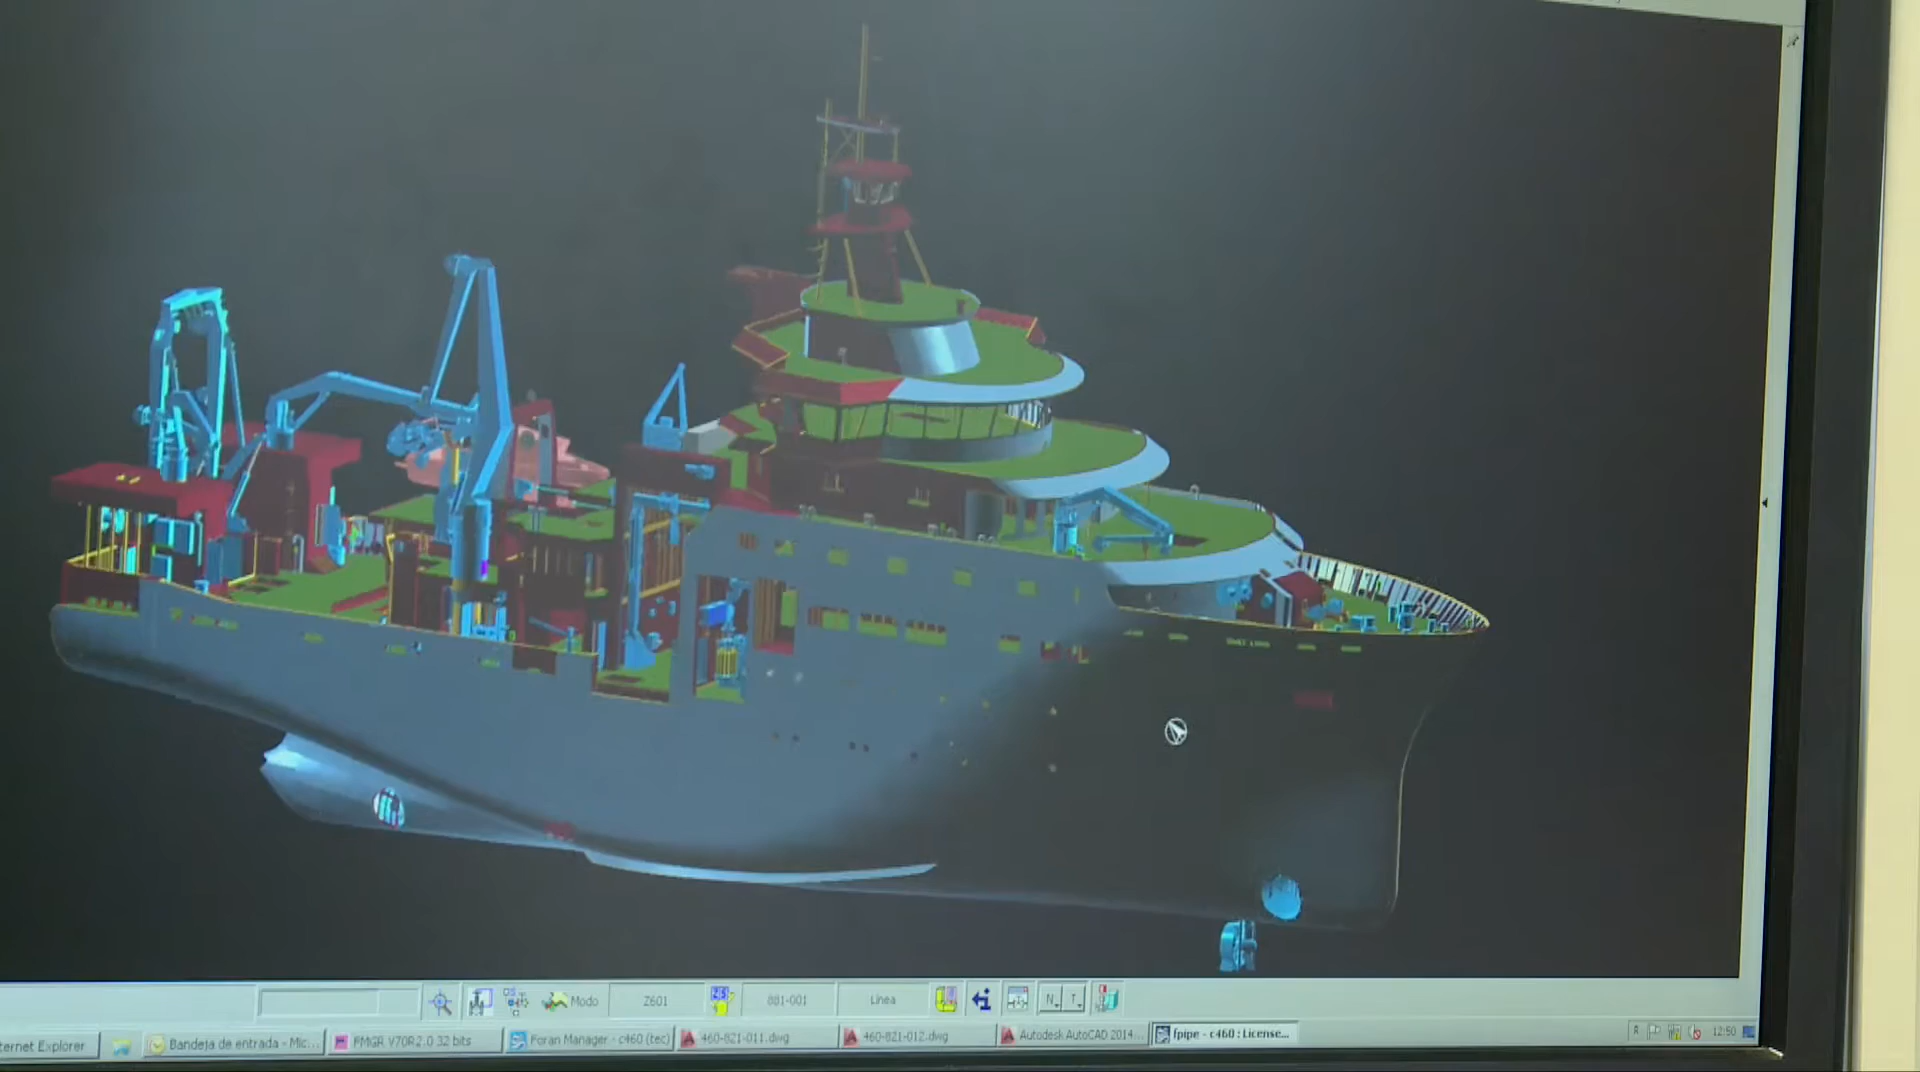 Modo Z601 881-001 Línea N T
ternet Explorer Bandeja de entrada - Mic... FMGR V70R2.0 32 bits Foran Manager - c460 (tec) 460-821-011.dwg 460-821-012.dwg Autodesk AutoCAD 2014... fpipe - c460 : License... 12:50